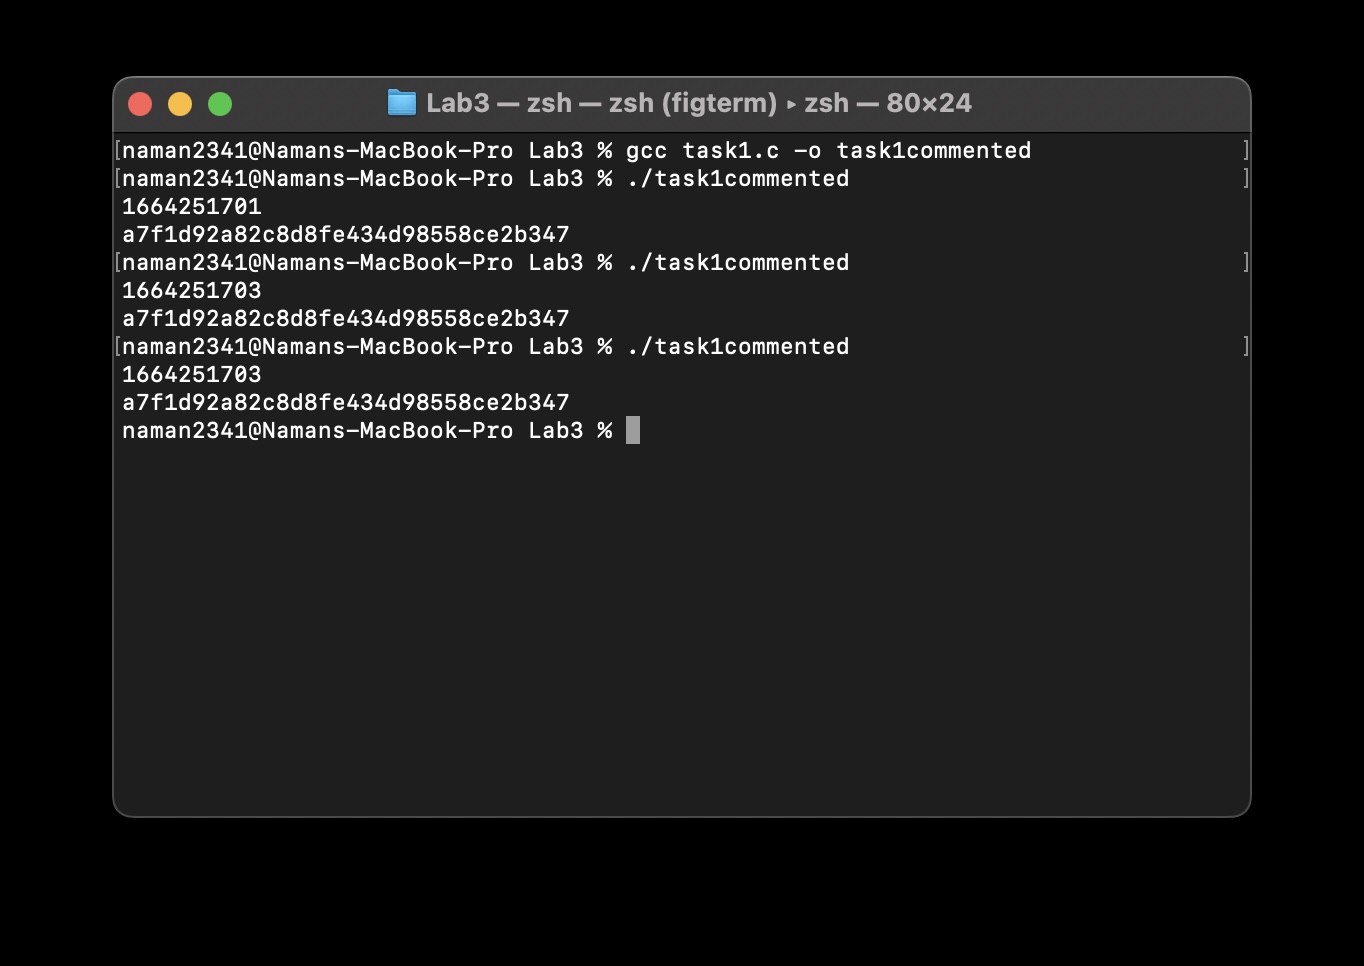 Lab3 — zsh — zsh (figterm) ▸ zsh — 80×24
[naman2341@Namans-MacBook-Pro Lab3 % gcc task1.c -o task1commented ]
[naman2341@Namans-MacBook-Pro Lab3 % ./task1commented ]
1664251701
a7f1d92a82c8d8fe434d98558ce2b347
[naman2341@Namans-MacBook-Pro Lab3 % ./task1commented ]
1664251703
a7f1d92a82c8d8fe434d98558ce2b347
[naman2341@Namans-MacBook-Pro Lab3 % ./task1commented ]
1664251703
a7f1d92a82c8d8fe434d98558ce2b347
naman2341@Namans-MacBook-Pro Lab3 %